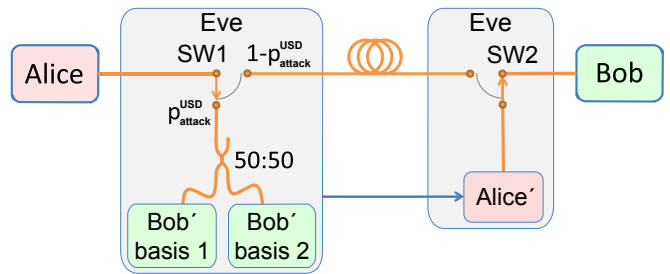 Eve
Eve
Alice
SW1
1-p USD attack
SW2
Bob
p USD attack
50:50
Bob´
basis 1
Bob´
basis 2
Alice´